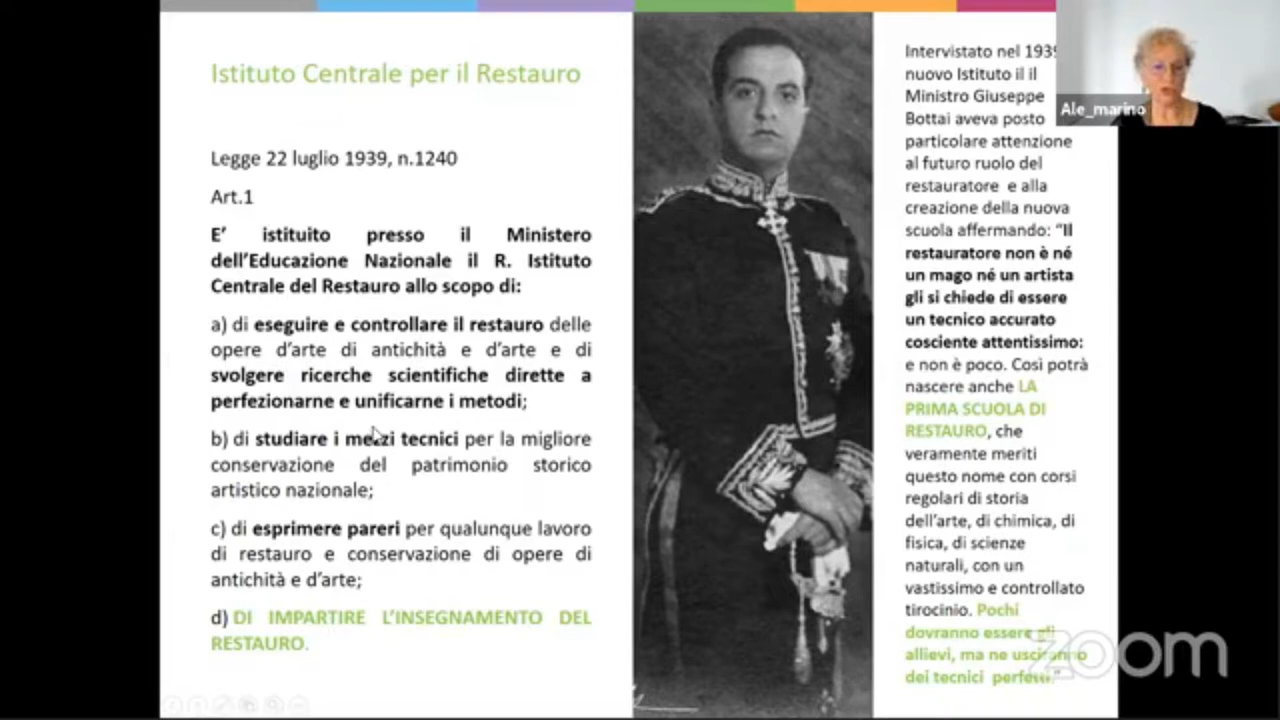 Istituto Centrale per il Restauro
Legge 22 luglio 1939, n.1240
Art.1
E' istituito presso il Ministero
dell'Educazione Nazionale il R. Istituto
Centrale del Restauro allo scopo di:
a) di eseguire e controllare il restauro delle
opere d'arte di antichità e d'arte e di
svolgere ricerche scientifiche dirette a
perfezionarne e unificarne i metodi;
b) di studiare i mezzi tecnici per la migliore
conservazione del patrimonio storico
artistico nazionale;
c) di esprimere pareri per qualunque lavoro
di restauro e conservazione di opere di
antichità e d'arte;
d) DI IMPARTIRE L'INSEGNAMENTO DEL
RESTAURO.
Intervistato nel 1939
nuovo Istituto il il
Ministro Giuseppe
Bottai aveva posto
particolare attenzione
al futuro ruolo del
restauratore e alla
creazione della nuova
scuola affermando: "Il
restauratore non è né
un mago né un artista
gli si chiede di essere
un tecnico accurato
cosciente attentissimo:
e non è poco. Così potrà
nascere anche LA
PRIMA SCUOLA DI
RESTAURO, che
veramente meriti
questo nome con corsi
regolari di storia
dell'arte, di chimica, di
fisica, di scienze
naturali, con un
vastissimo e controllato
tirocinio. Pochi
dovranno essere gli
allievi, ma ne usciranno
dei tecnici perfetti."
Ale_marino
zoom